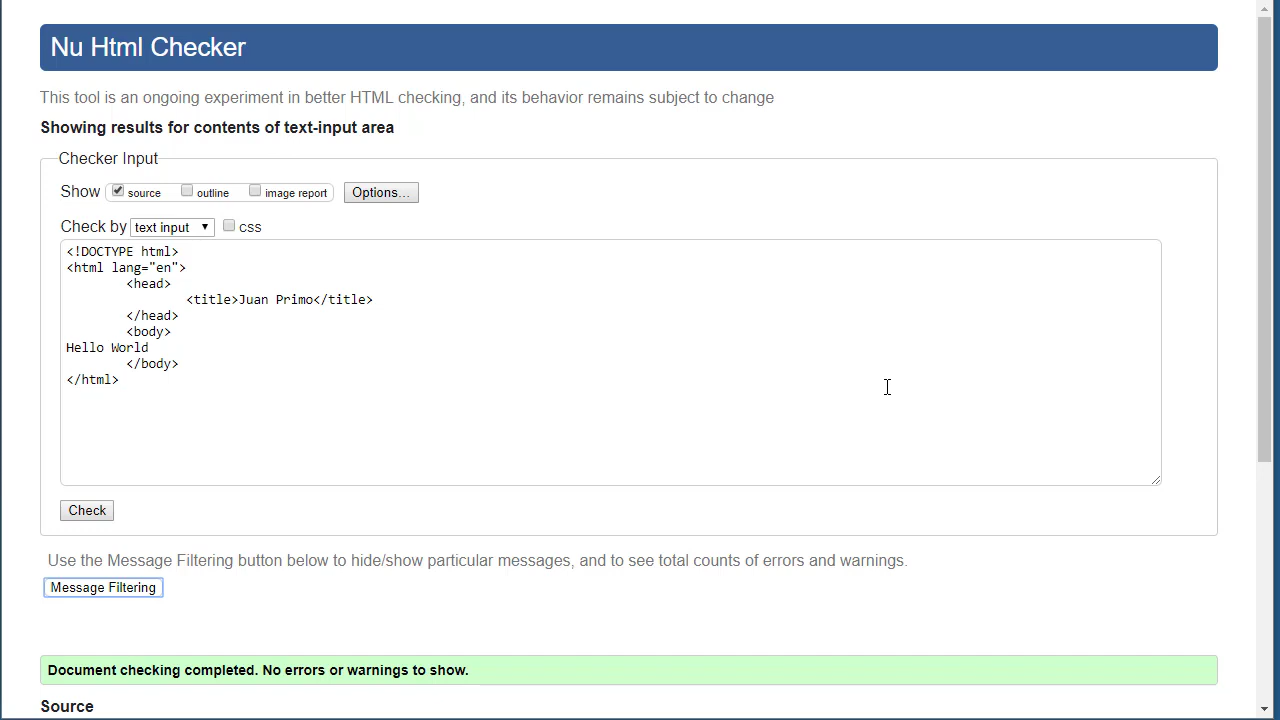 Nu Html Checker
This tool is an ongoing experiment in better HTML checking, and its behavior remains subject to change
Showing results for contents of text-input area
Checker Input
Show source outline image report Options...
Check by text input css
<!DOCTYPE html>
<html lang="en">
<head>
<title>Juan Primo</title>
</head>
<body>
Hello World
</body>
</html>
Check
Use the Message Filtering button below to hide/show particular messages, and to see total counts of errors and warnings.
Message Filtering
Document checking completed. No errors or warnings to show.
Source